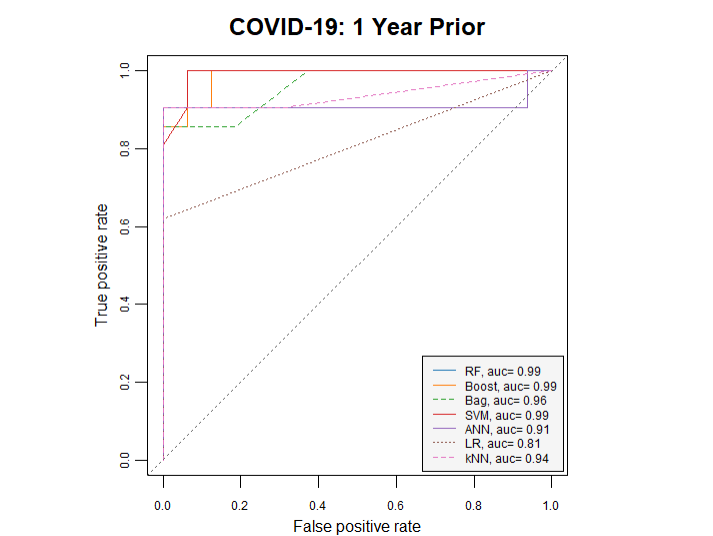 COVID-19: 1 Year Prior
True positive rate
1.0
0.8
0.6
0.4
0.2
0.0
RF, auc= 0.99
Boost, auc= 0.99
Bag, auc= 0.96
SVM, auc= 0.99
ANN, auc= 0.91
LR, auc= 0.81
kNN, auc= 0.94
0.0 0.2 0.4 0.6 0.8 1.0
False positive rate